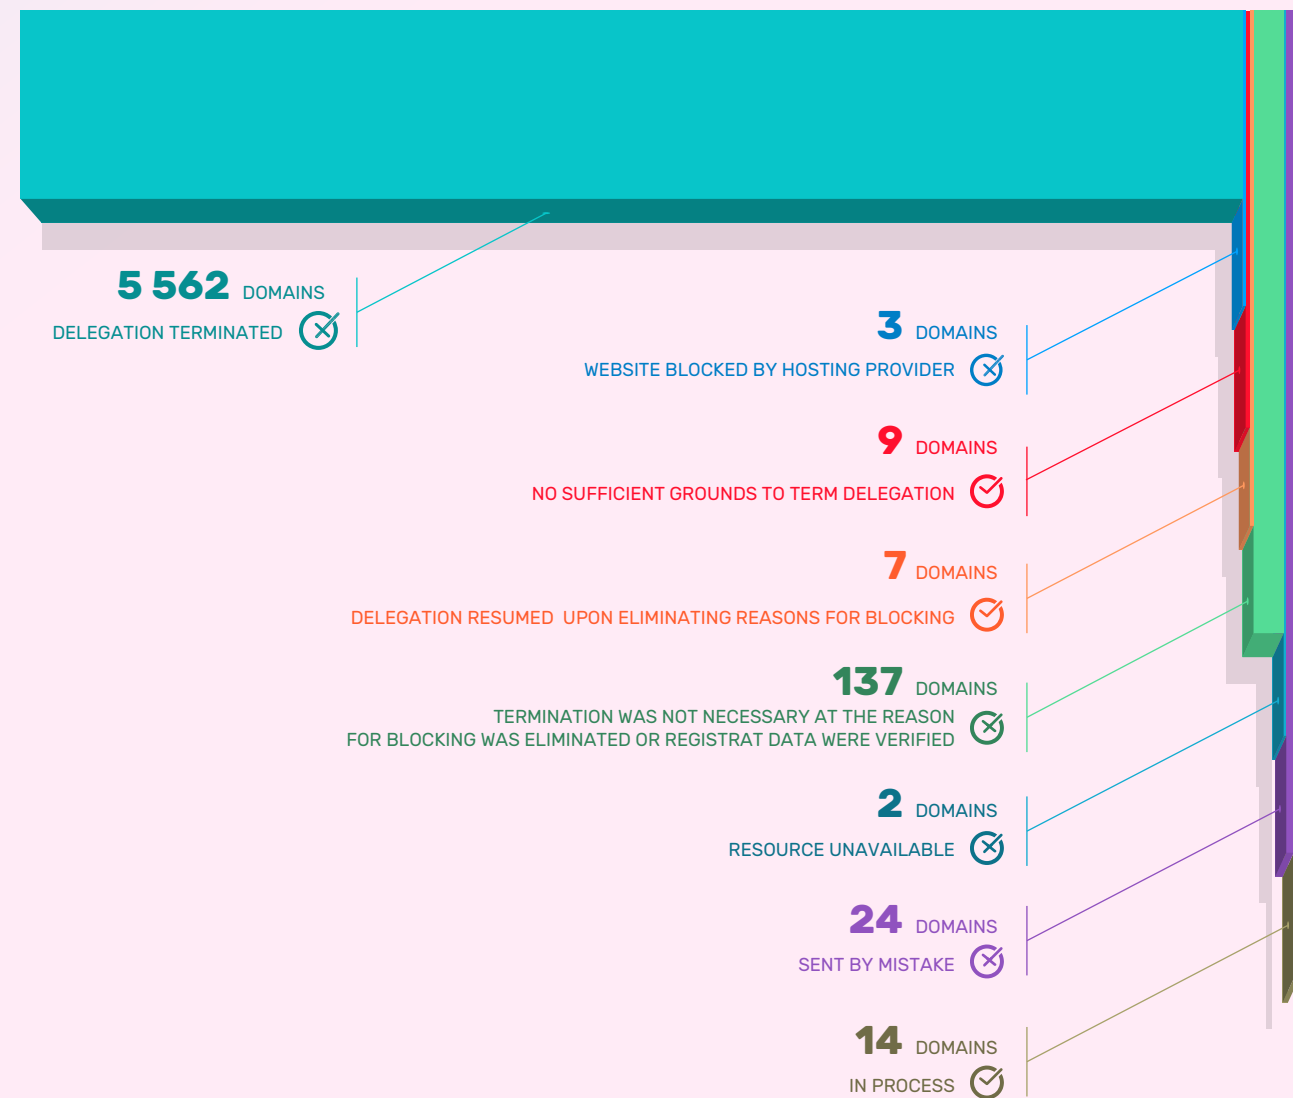 5 562 DOMAINS
DELEGATION TERMINATED
3 DOMAINS
WEBSITE BLOCKED BY HOSTING PROVIDER
9 DOMAINS
NO SUFFICIENT GROUNDS TO TERM DELEGATION
7 DOMAINS
DELEGATION RESUMED UPON ELIMINATING REASONS FOR BLOCKING
137 DOMAINS
TERMINATION WAS NOT NECESSARY AT THE REASON
FOR BLOCKING WAS ELIMINATED OR REGISTRAT DATA WERE VERIFIED
2 DOMAINS
RESOURCE UNAVAILABLE
24 DOMAINS
SENT BY MISTAKE
14 DOMAINS
IN PROCESS